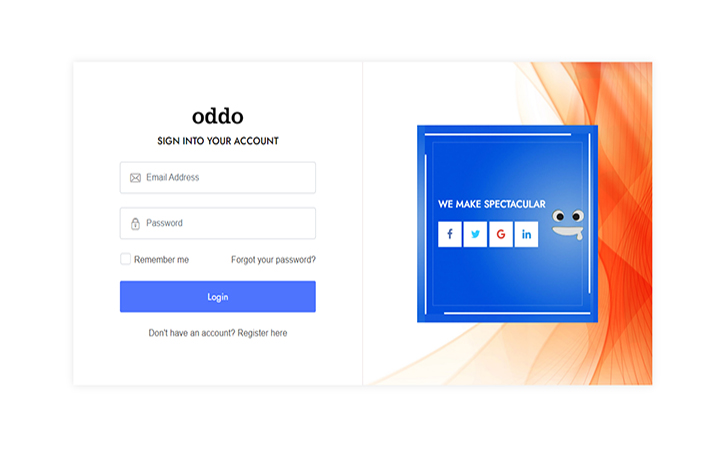 oddo
SIGN INTO YOUR ACCOUNT
Email Address
Password
Remember me Forgot your password?
Login
Don't have an account? Register here
WE MAKE SPECTACULAR